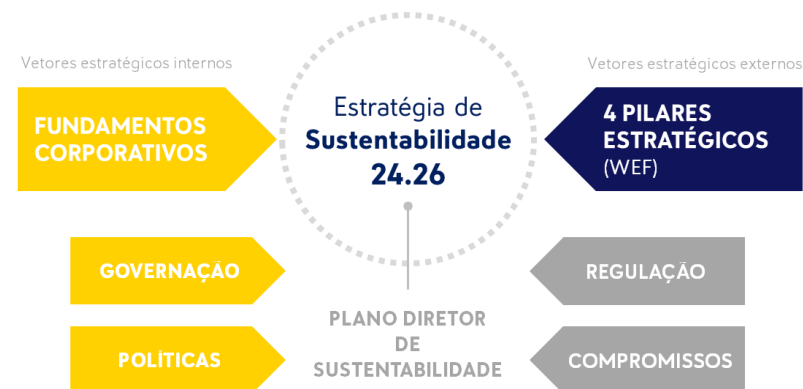 Vetores estratégicos internos
Vetores estratégicos externos
FUNDAMENTOS
CORPORATIVOS
Estratégia de
Sustentabilidade
24.26
4 PILARES
ESTRATÉGICOS
(WEF)
GOVERNAÇÃO
REGULAÇÃO
PLANO DIRETOR
DE
SUSTENTABILIDADE
POLÍTICAS
COMPROMISSOS